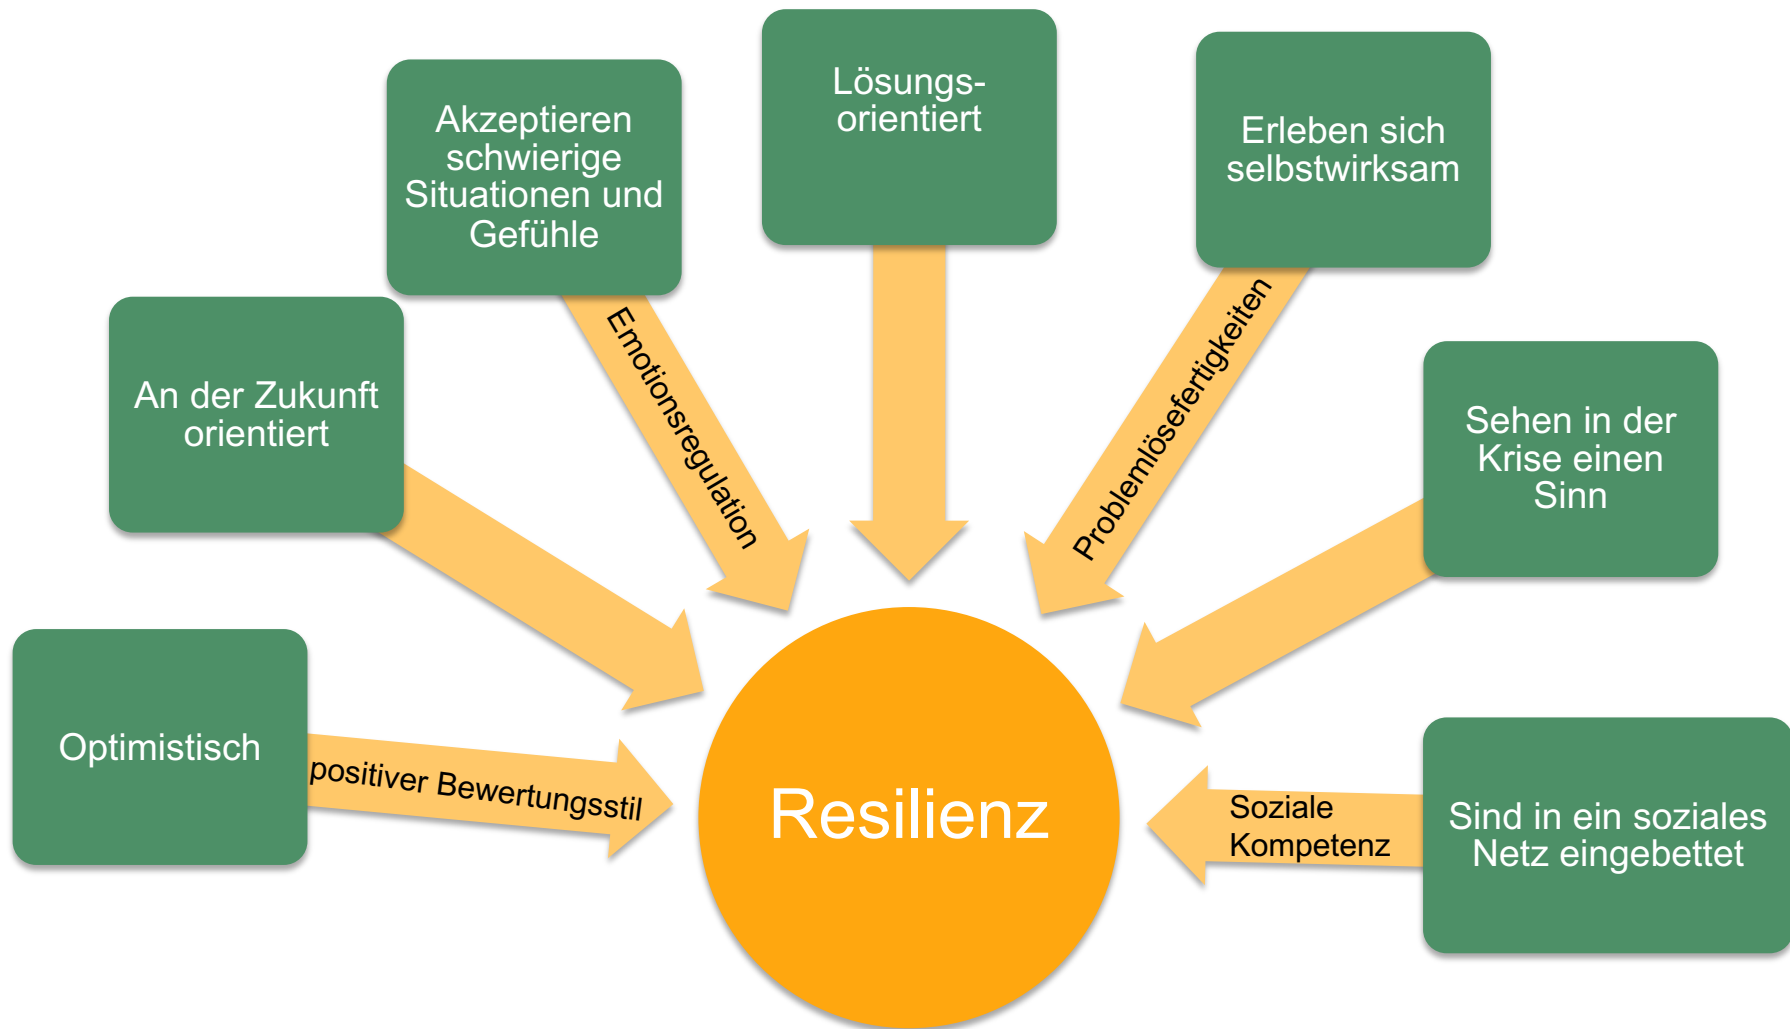 Optimistisch
positiver Bewertungsstil
An der Zukunft
orientiert
Akzeptieren
schwierige
Situationen und
Gefühle
Emotionsregulation
Lösungs-
orientiert
Erleben sich
selbstwirksam
Problemlösefertigkeiten
Sehen in der
Krise einen
Sinn
Sind in ein soziales
Netz eingebettet
Soziale
Kompetenz
Resilienz